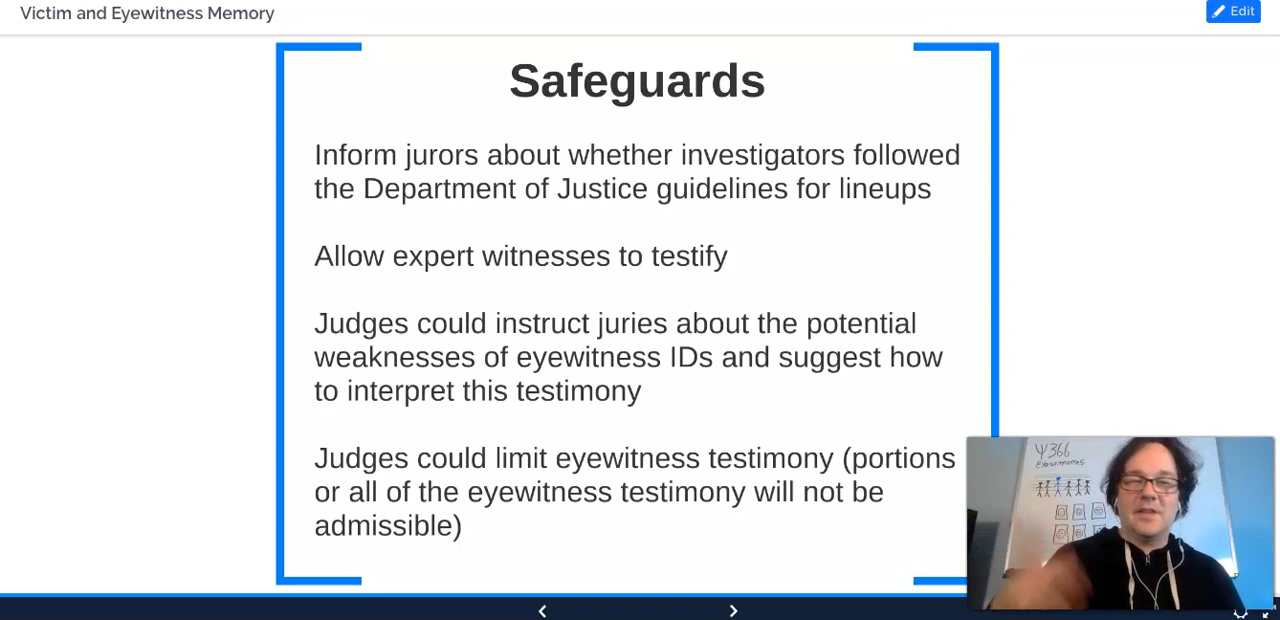 Victim and Eyewitness Memory
Edit
Safeguards
Inform jurors about whether investigators followed
the Department of Justice guidelines for lineups
Allow expert witnesses to testify
Judges could instruct juries about the potential
weaknesses of eyewitness IDs and suggest how
to interpret this testimony
Judges could limit eyewitness testimony (portions
or all of the eyewitness testimony will not be
admissible)
Ψ366
EYEWITNESSES